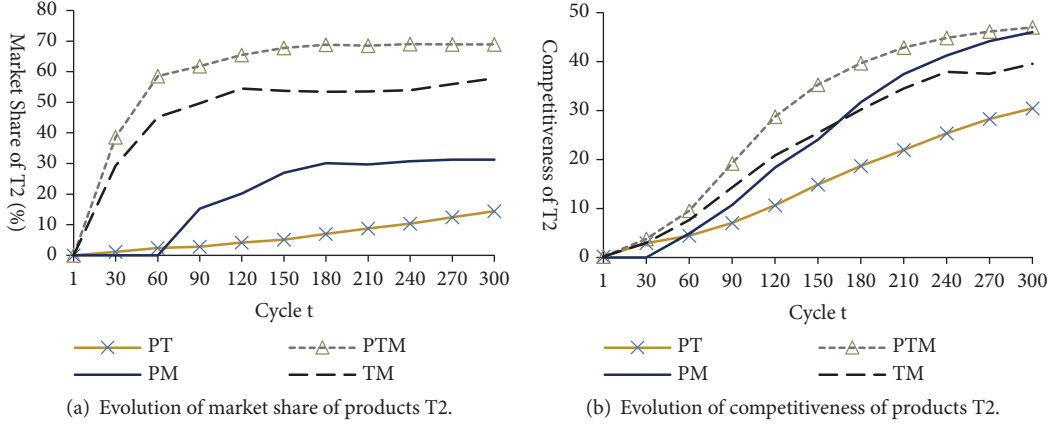 80
70
60
50
40
30
20
10
0
Market Share of T2 (%)
1 30 60 90 120 150 180 210 240 270 300
Cycle t
PT PTM
PM TM
(a) Evolution of market share of products T2.
50
40
30
20
10
0
Competitiveness of T2
1 30 60 90 120 150 180 210 240 270 300
Cycle t
PT PTM
PM TM
(b) Evolution of competitiveness of products T2.